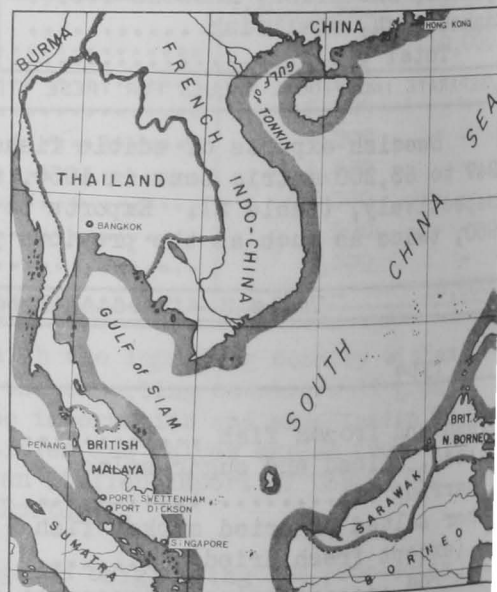 CHINA
HONG KONG
BURMA
FRENCH
INDO-CHINA
GULF of TONKIN
SOUTH
CHINA
SEA
THAILAND
BANGKOK
GULF of SIAM
PENANG
BRITISH
MALAYA
PORT SWETTENHAM
PORT DICKSON
SINGAPORE
SUMATRA
BRIT.
N. BORNEO
SARAWAK
BORNEO